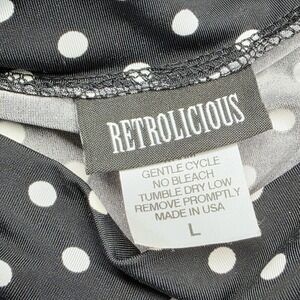 RETROLICIOUS
GENTLE CYCLE
NO BLEACH
TUMBLE DRY LOW
REMOVE PROMPTLY
MADE IN USA
L